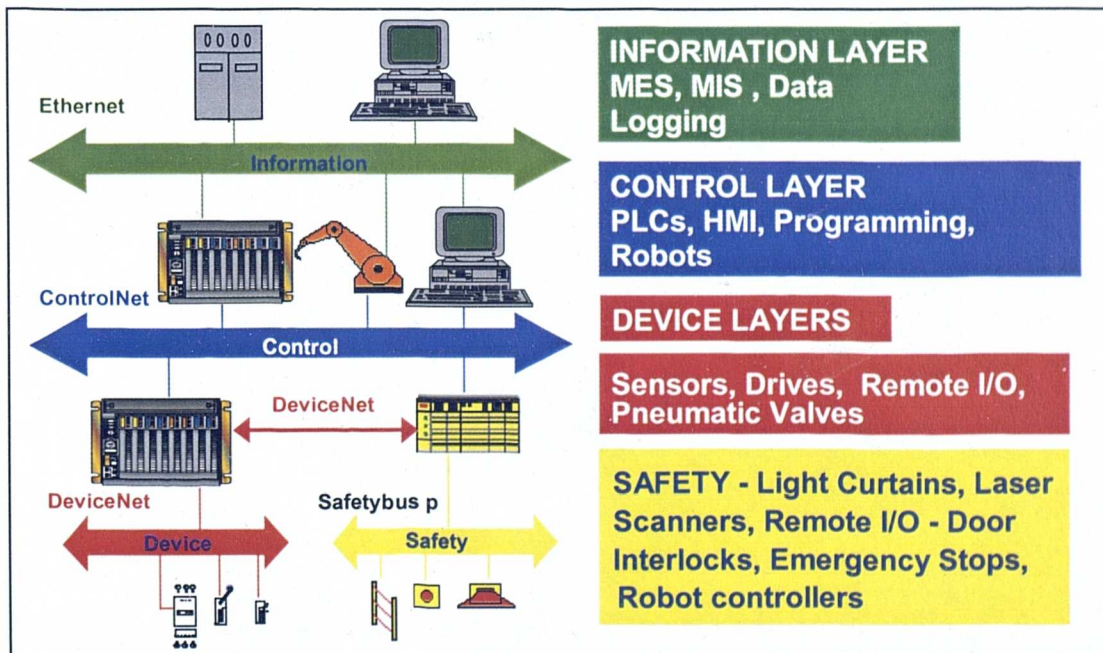 Ethernet
Information
ControlNet
Control
DeviceNet
DeviceNet
Device
Safetybus p
Safety
INFORMATION LAYER
MES, MIS , Data
Logging
CONTROL LAYER
PLCs, HMI, Programming,
Robots
DEVICE LAYERS
Sensors, Drives, Remote I/O,
Pneumatic Valves
SAFETY - Light Curtains, Laser
Scanners, Remote I/O - Door
Interlocks, Emergency Stops,
Robot controllers